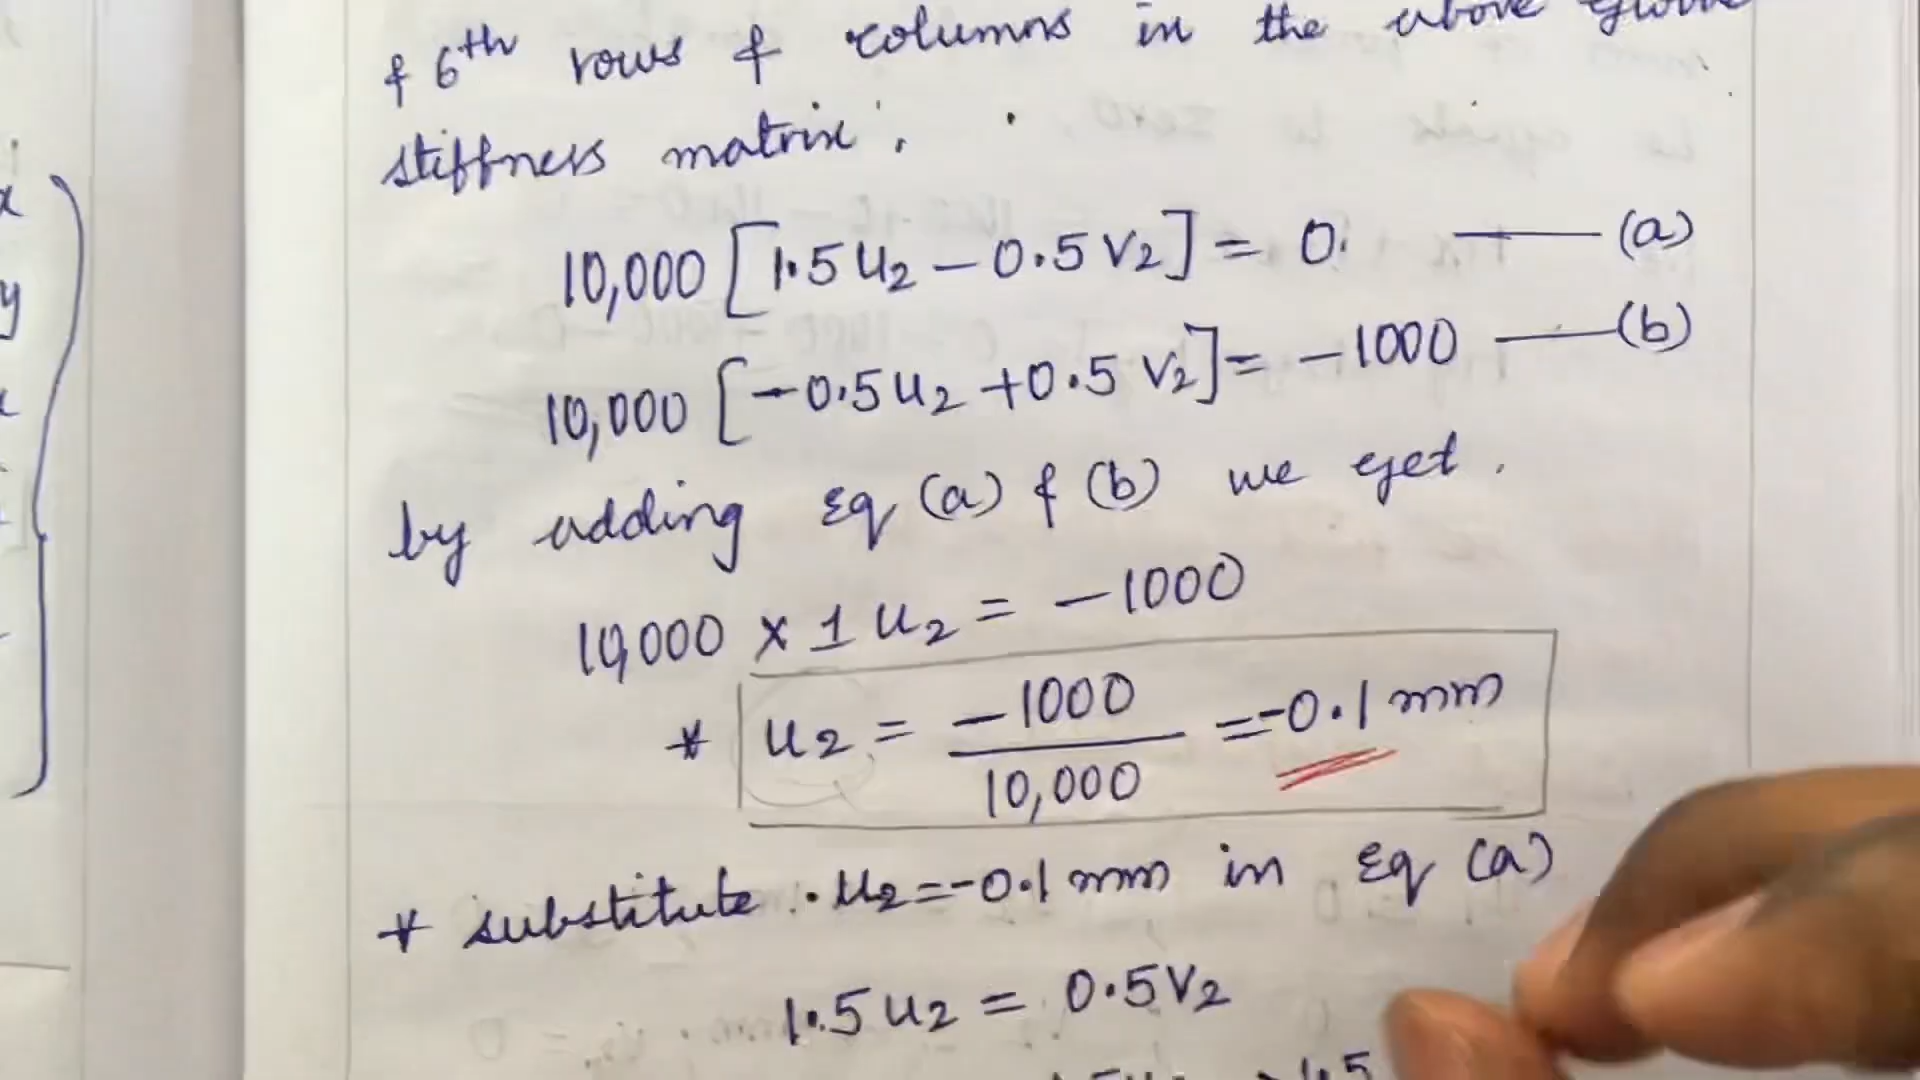 & 6th rows & columns in the above
stiffness matrix.
10,000 [1.5 u2 – 0.5 V2] = 0. —— (a)
10,000 [–0.5 u2 + 0.5 V2] = –1000 —— (b)
by adding Eq (a) & (b) we get.
10,000 x 1 u2 = –1000
* u2 = –1000 / 10,000 = -0.1 mm
* substitute . u2 = -0.1 mm in Eq (a)
1.5 u2 = 0.5 V2